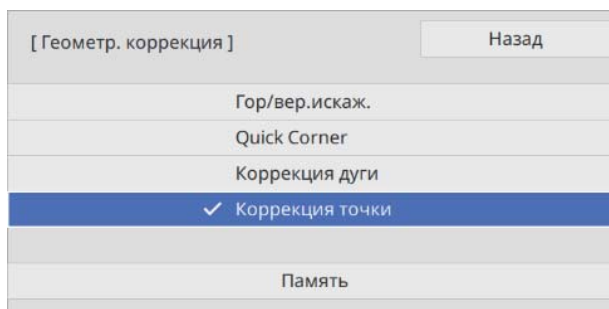 [ Геометр. коррекция ]
Назад
Гор/вер.искаж.
Quick Corner
Коррекция дуги
Коррекция точки
Память